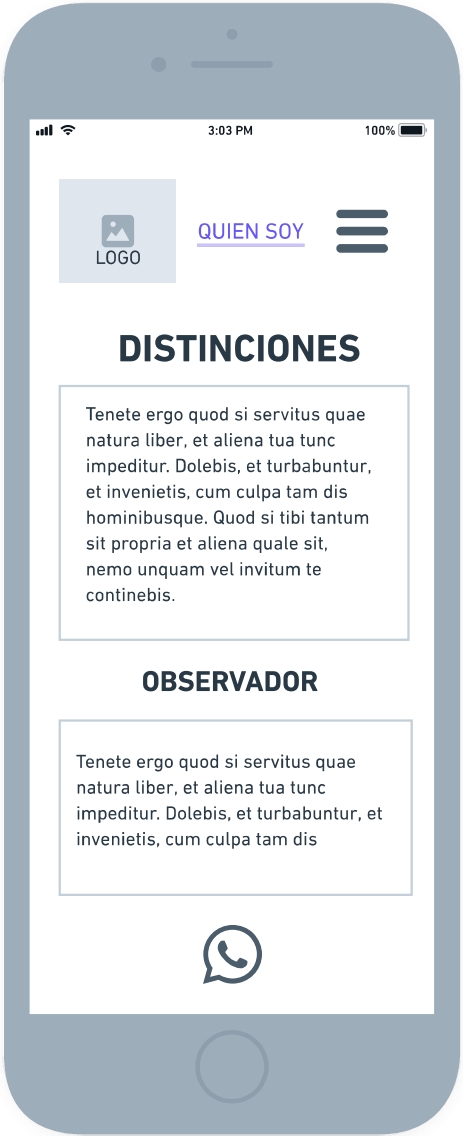 3:03 PM
100%
LOGO
QUIEN SOY
DISTINCIONES
Tenete ergo quod si servitus quae
natura liber, et aliena tua tunc
impeditur. Dolebis, et turbabuntur,
et invenietis, cum culpa tam dis
hominibusque. Quod si tibi tantum
sit propria et aliena quale sit,
nemo unquam vel invitum te
continebis.
OBSERVADOR
Tenete ergo quod si servitus quae
natura liber, et aliena tua tunc
impeditur. Dolebis, et turbabuntur, et
invenietis, cum culpa tam dis